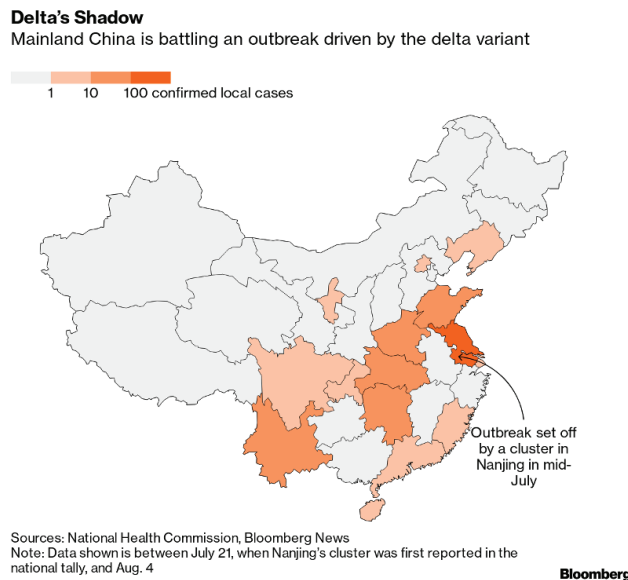 Delta's Shadow
Mainland China is battling an outbreak driven by the delta variant
1 10 100 confirmed local cases
Outbreak set off
by a cluster in
Nanjing in mid-
July
Sources: National Health Commission, Bloomberg News
Note: Data shown is between July 21, when Nanjing's cluster was first reported in the
national tally, and Aug. 4
Bloomberg